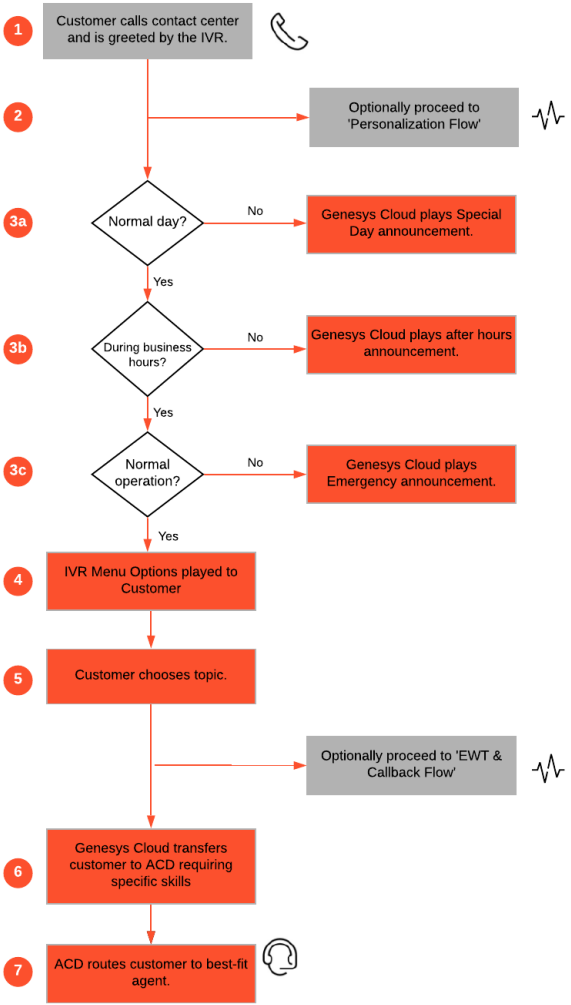 1
Customer calls contact center
and is greeted by the IVR.
2
Optionally proceed to
'Personalization Flow'
3a
Normal day?
No
Genesys Cloud plays Special
Day announcement.
Yes
3b
During business
hours?
No
Genesys Cloud plays after hours
announcement.
Yes
3c
Normal
operation?
No
Genesys Cloud plays
Emergency announcement.
Yes
4
IVR Menu Options played to
Customer
5
Customer chooses topic.
Optionally proceed to 'EWT &
Callback Flow'
6
Genesys Cloud transfers
customer to ACD requiring
specific skills
7
ACD routes customer to best-fit
agent.